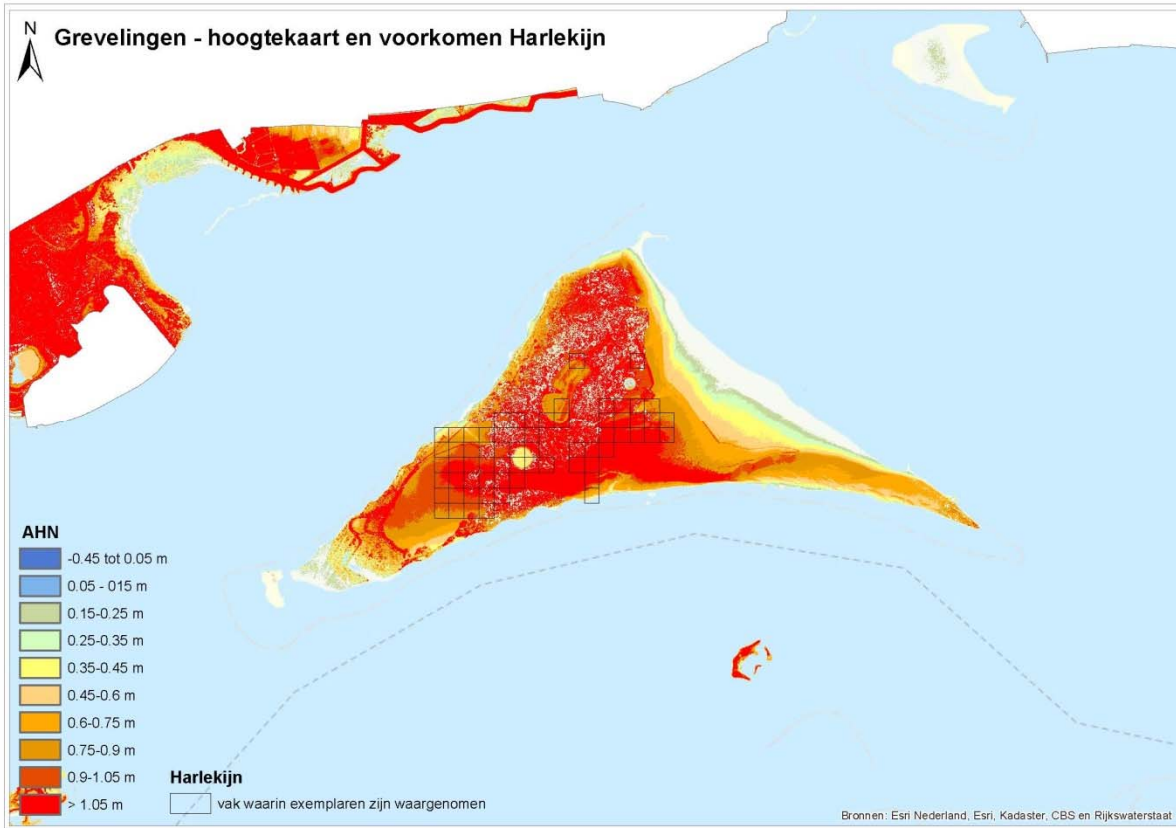 N
Grevelingen - hoogtekaart en voorkomen Harlekijn
AHN
-0.45 tot 0.05 m
0.05 - 015 m
0.15-0.25 m
0.25-0.35 m
0.35-0.45 m
0.45-0.6 m
0.6-0.75 m
0.75-0.9 m
0.9-1.05 m
> 1.05 m
Harlekijn
vak waarin exemplaren zijn waargenomen
Bronnen: Esri Nederland, Esri, Kadaster, CBS en Rijkswaterstaat